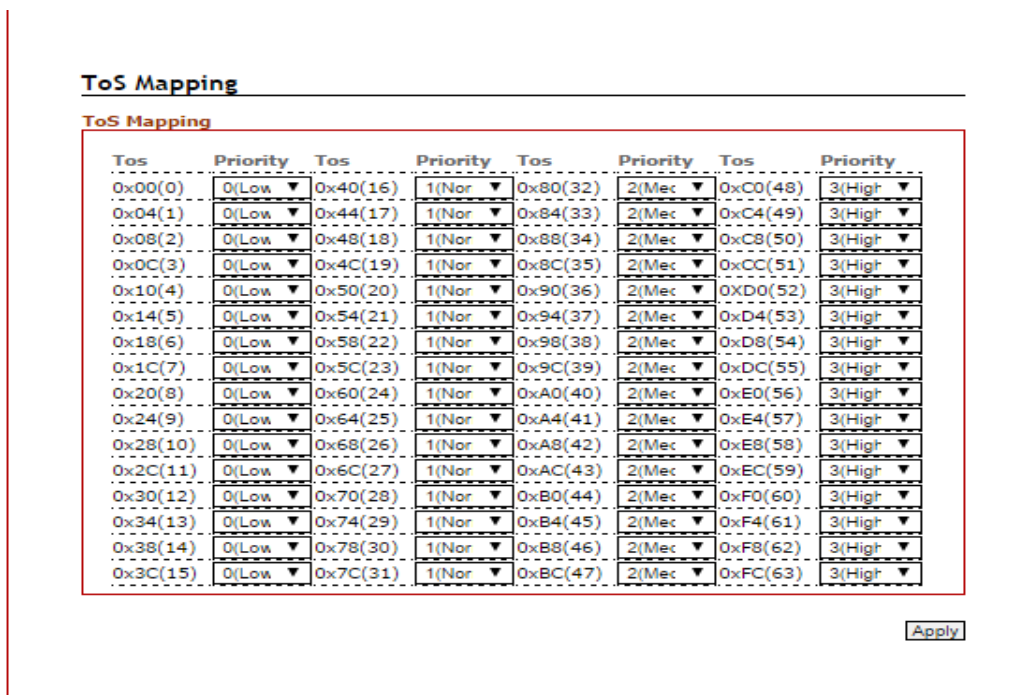 ToS Mapping
ToS Mapping
Tos Priority Tos Priority Tos Priority Tos Priority
0x00(0) 0(Low 0x40(16) 1(Nor 0x80(32) 2(Mec 0xC0(48) 3(High
0x04(1) 0(Low 0x44(17) 1(Nor 0x84(33) 2(Mec 0xC4(49) 3(High
0x08(2) 0(Low 0x48(18) 1(Nor 0x88(34) 2(Mec 0xC8(50) 3(High
0x0C(3) 0(Low 0x4C(19) 1(Nor 0x8C(35) 2(Mec 0xCC(51) 3(High
0x10(4) 0(Low 0x50(20) 1(Nor 0x90(36) 2(Mec 0XD0(52) 3(High
0x14(5) 0(Low 0x54(21) 1(Nor 0x94(37) 2(Mec 0xD4(53) 3(High
0x18(6) 0(Low 0x58(22) 1(Nor 0x98(38) 2(Mec 0xD8(54) 3(High
0x1C(7) 0(Low 0x5C(23) 1(Nor 0x9C(39) 2(Mec 0xDC(55) 3(High
0x20(8) 0(Low 0x60(24) 1(Nor 0xA0(40) 2(Mec 0xE0(56) 3(High
0x24(9) 0(Low 0x64(25) 1(Nor 0xA4(41) 2(Mec 0xE4(57) 3(High
0x28(10) 0(Low 0x68(26) 1(Nor 0xA8(42) 2(Mec 0xE8(58) 3(High
0x2C(11) 0(Low 0x6C(27) 1(Nor 0xAC(43) 2(Mec 0xEC(59) 3(High
0x30(12) 0(Low 0x70(28) 1(Nor 0xB0(44) 2(Mec 0xF0(60) 3(High
0x34(13) 0(Low 0x74(29) 1(Nor 0xB4(45) 2(Mec 0xF4(61) 3(High
0x38(14) 0(Low 0x78(30) 1(Nor 0xB8(46) 2(Mec 0xF8(62) 3(High
0x3C(15) 0(Low 0x7C(31) 1(Nor 0xBC(47) 2(Mec 0xFC(63) 3(High
Apply